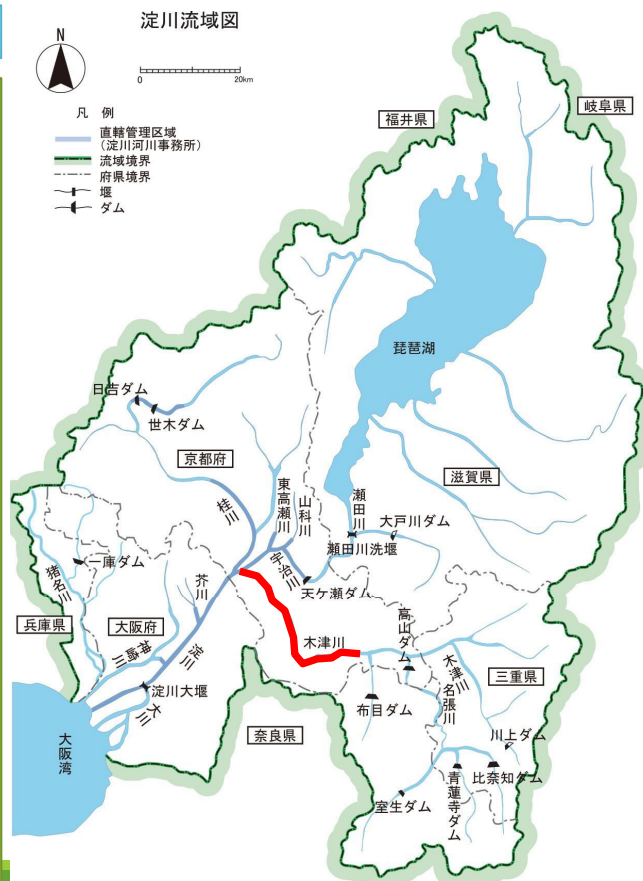 淀川流域図
N
0
20km
凡 例
直轄管理区域
(淀川河川事務所)
流域境界
府県境界
堰
ダム
福井県
岐阜県
琵琶湖
日吉ダム
世木ダム
京都府
滋賀県
桂川
東高瀬川
山科川
瀬田川
大戸川ダム
瀬田川洗堰
宇治川
天ケ瀬ダム
一庫ダム
猪名川
芥川
兵庫県
大阪府
神崎川
淀川
木津川
高山ダム
木津川
三重県
名張川
淀川大堰
大川
布目ダム
奈良県
川上ダム
大阪湾
比奈知ダム
青蓮寺ダム
室生ダム